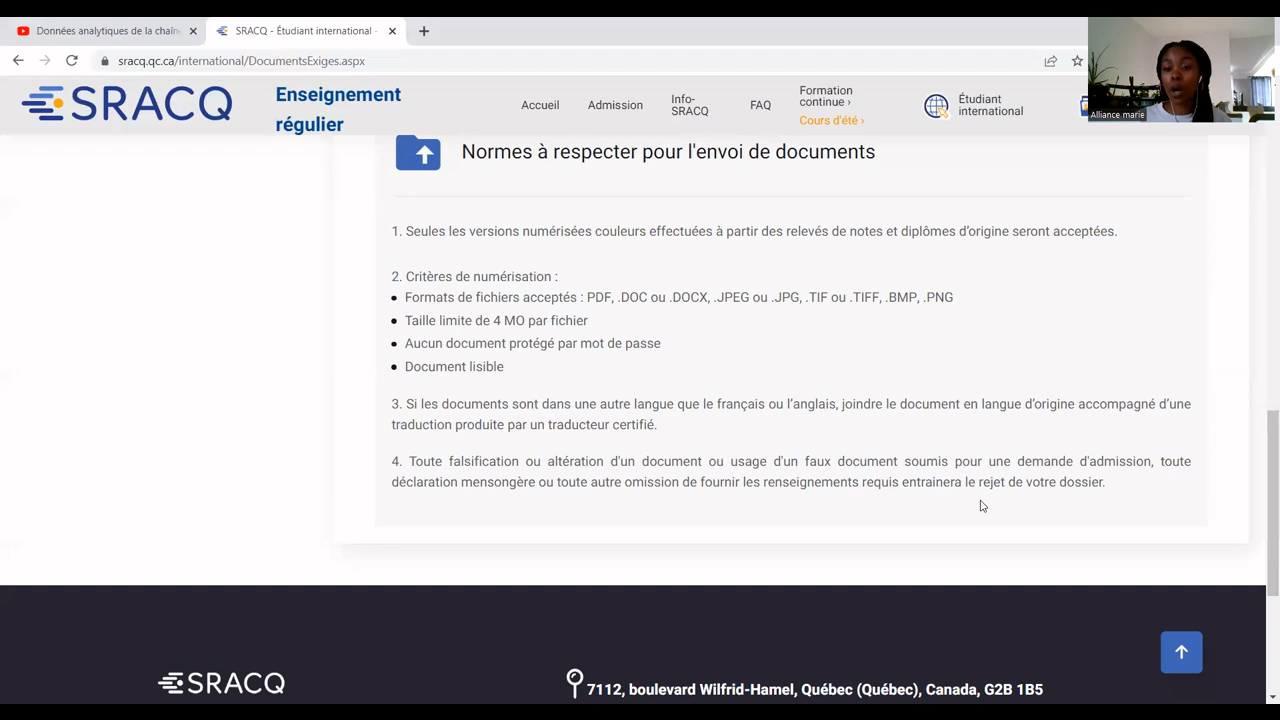 Données analytiques de la chaîn
SRACQ - Étudiant international -
sracq.qc.ca/international/DocumentsExiges.aspx
SRACQ
Enseignement
régulier
Accueil
Admission
Info-
SRACQ
FAQ
Formation
continue ›
Cours d'été ›
Étudiant
international
Alliance marie
Normes à respecter pour l'envoi de documents
1. Seules les versions numérisées couleurs effectuées à partir des relevés de notes et diplômes d'origine seront acceptées.
2. Critères de numérisation :
• Formats de fichiers acceptés : PDF, .DOC ou .DOCX, .JPEG ou .JPG, .TIF ou .TIFF, .BMP, .PNG
• Taille limite de 4 MO par fichier
• Aucun document protégé par mot de passe
• Document lisible
3. Si les documents sont dans une autre langue que le français ou l'anglais, joindre le document en langue d'origine accompagné d'une
traduction produite par un traducteur certifié.
4. Toute falsification ou altération d'un document ou usage d'un faux document soumis pour une demande d'admission, toute
déclaration mensongère ou toute autre omission de fournir les renseignements requis entrainera le rejet de votre dossier.
SRACQ
7112, boulevard Wilfrid-Hamel, Québec (Québec), Canada, G2B 1B5